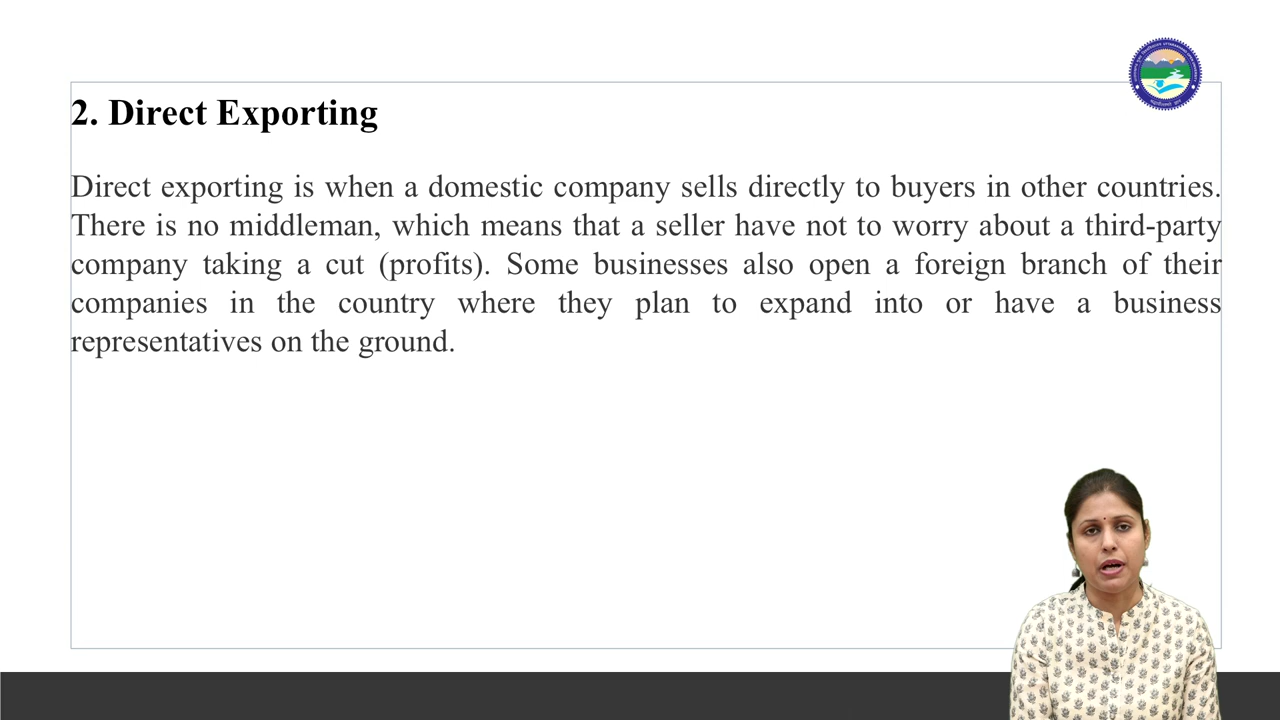 2. Direct Exporting
Direct exporting is when a domestic company sells directly to buyers in other countries.
There is no middleman, which means that a seller have not to worry about a third-party
company taking a cut (profits). Some businesses also open a foreign branch of their
companies in the country where they plan to expand into or have a business
representatives on the ground.